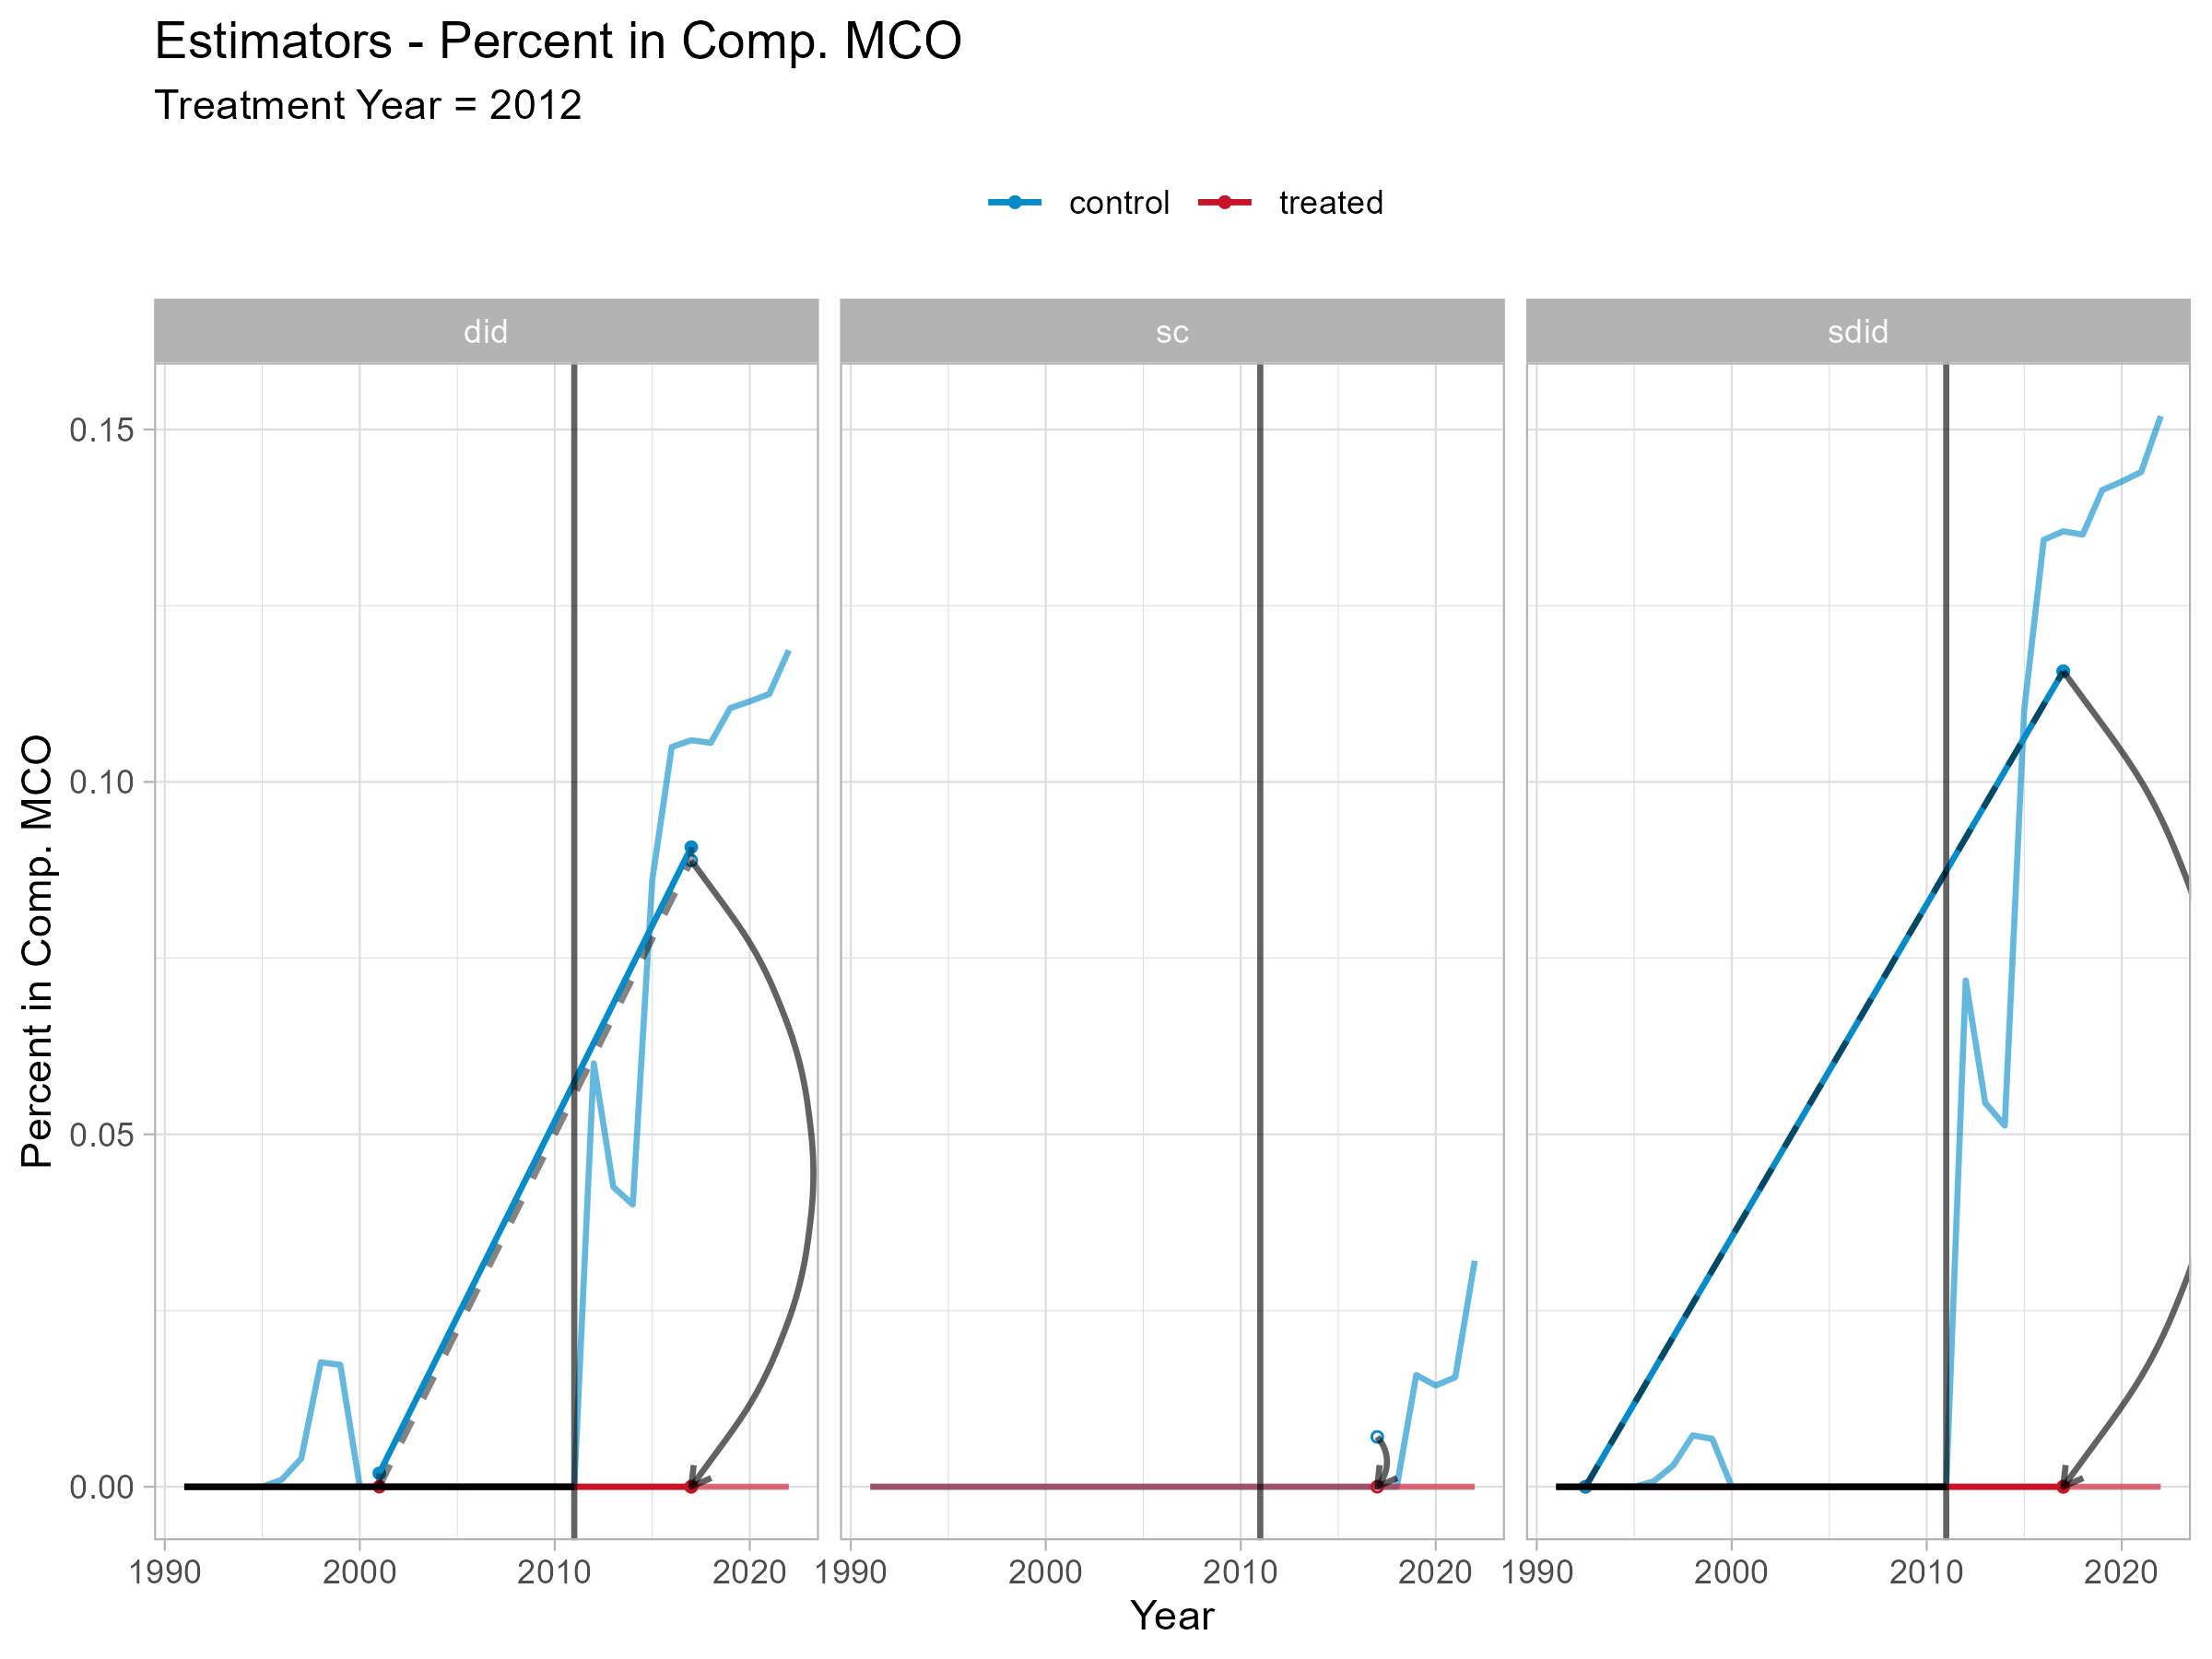 Estimators - Percent in Comp. MCO
Treatment Year = 2012
control treated
did sc sdid
Percent in Comp. MCO
0.15
0.10
0.05
0.00
1990 2000 2010 2020 1990 2000 2010 2020 1990 2000 2010 2020
Year